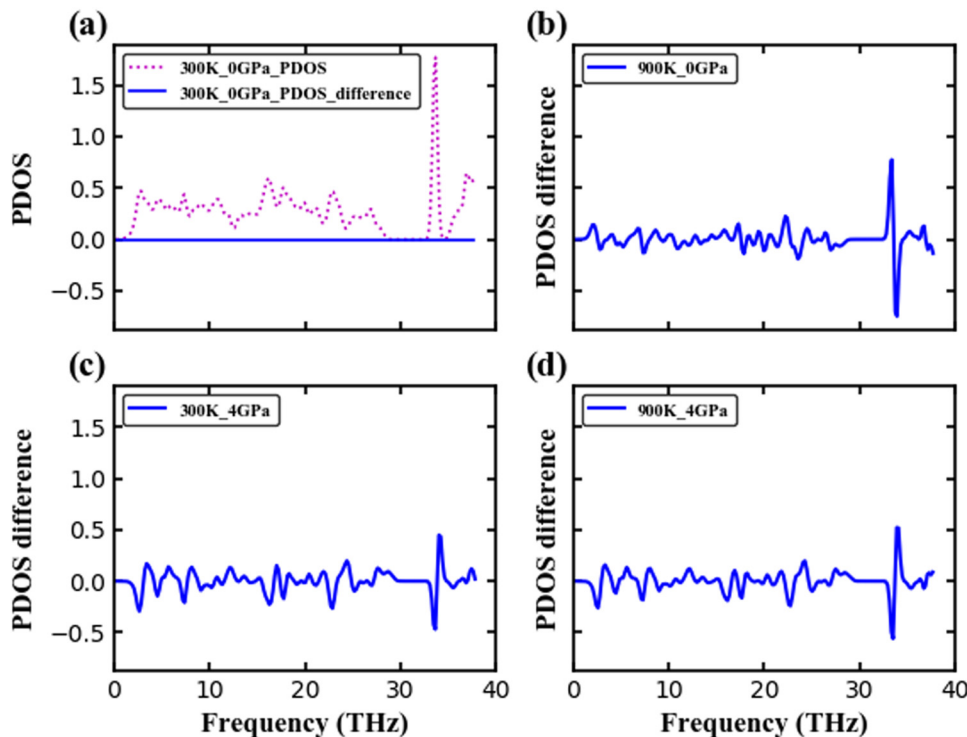 (a)
(b)
PDOS
1.5
1.0
0.5
0.0
−0.5
300K_0GPa_PDOS
300K_0GPa_PDOS_difference
PDOS difference
900K_0GPa
(c)
(d)
PDOS difference
1.5
1.0
0.5
0.0
−0.5
300K_4GPa
0 10 20 30 40
Frequency (THz)
PDOS difference
900K_4GPa
0 10 20 30 40
Frequency (THz)